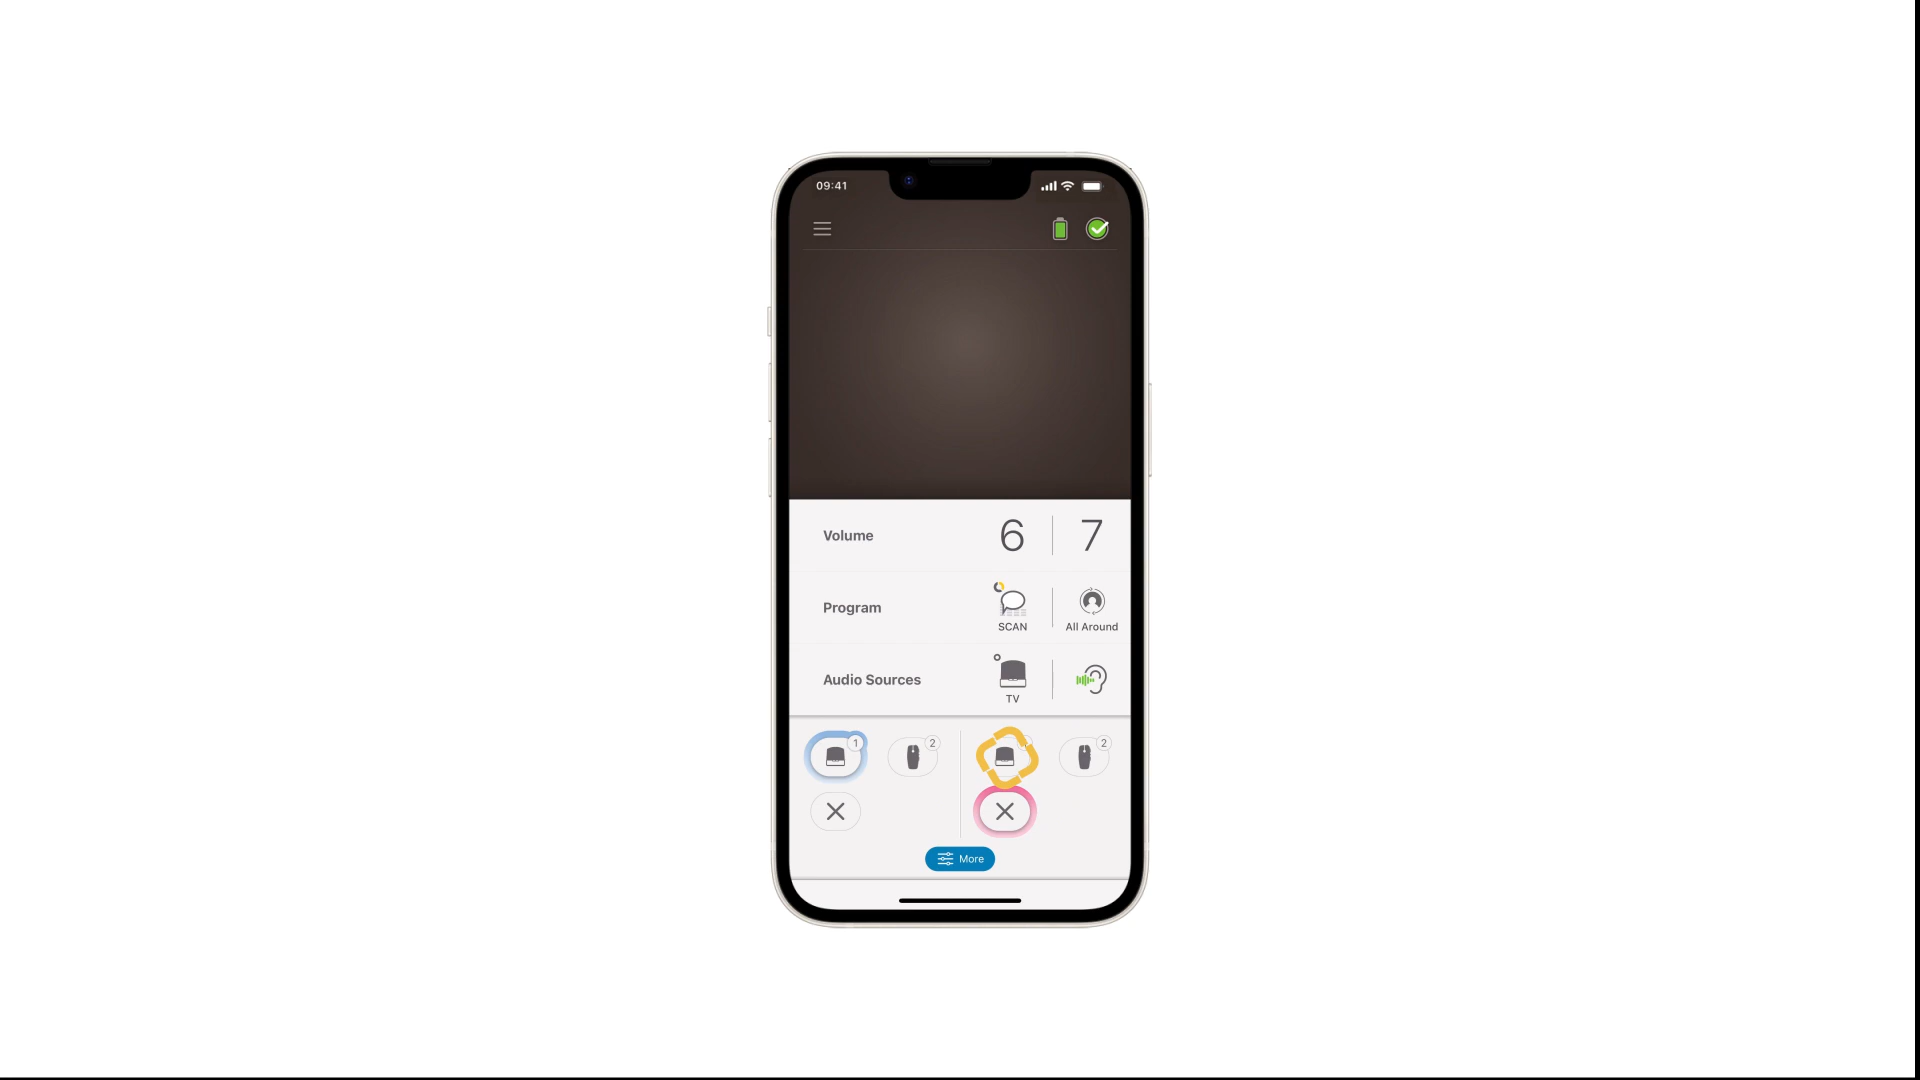 09:41
Volume 6 7
Program SCAN All Around
Audio Sources TV
1 2 2
More